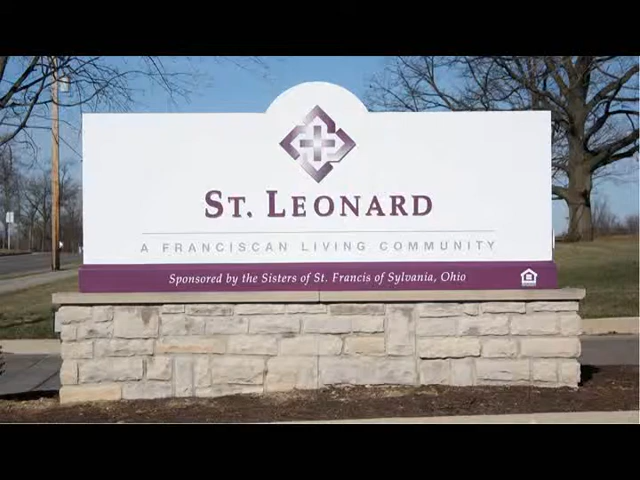 ST. LEONARD
A FRANCISCAN LIVING COMMUNITY
Sponsored by the Sisters of St. Francis of Sylvania, Ohio